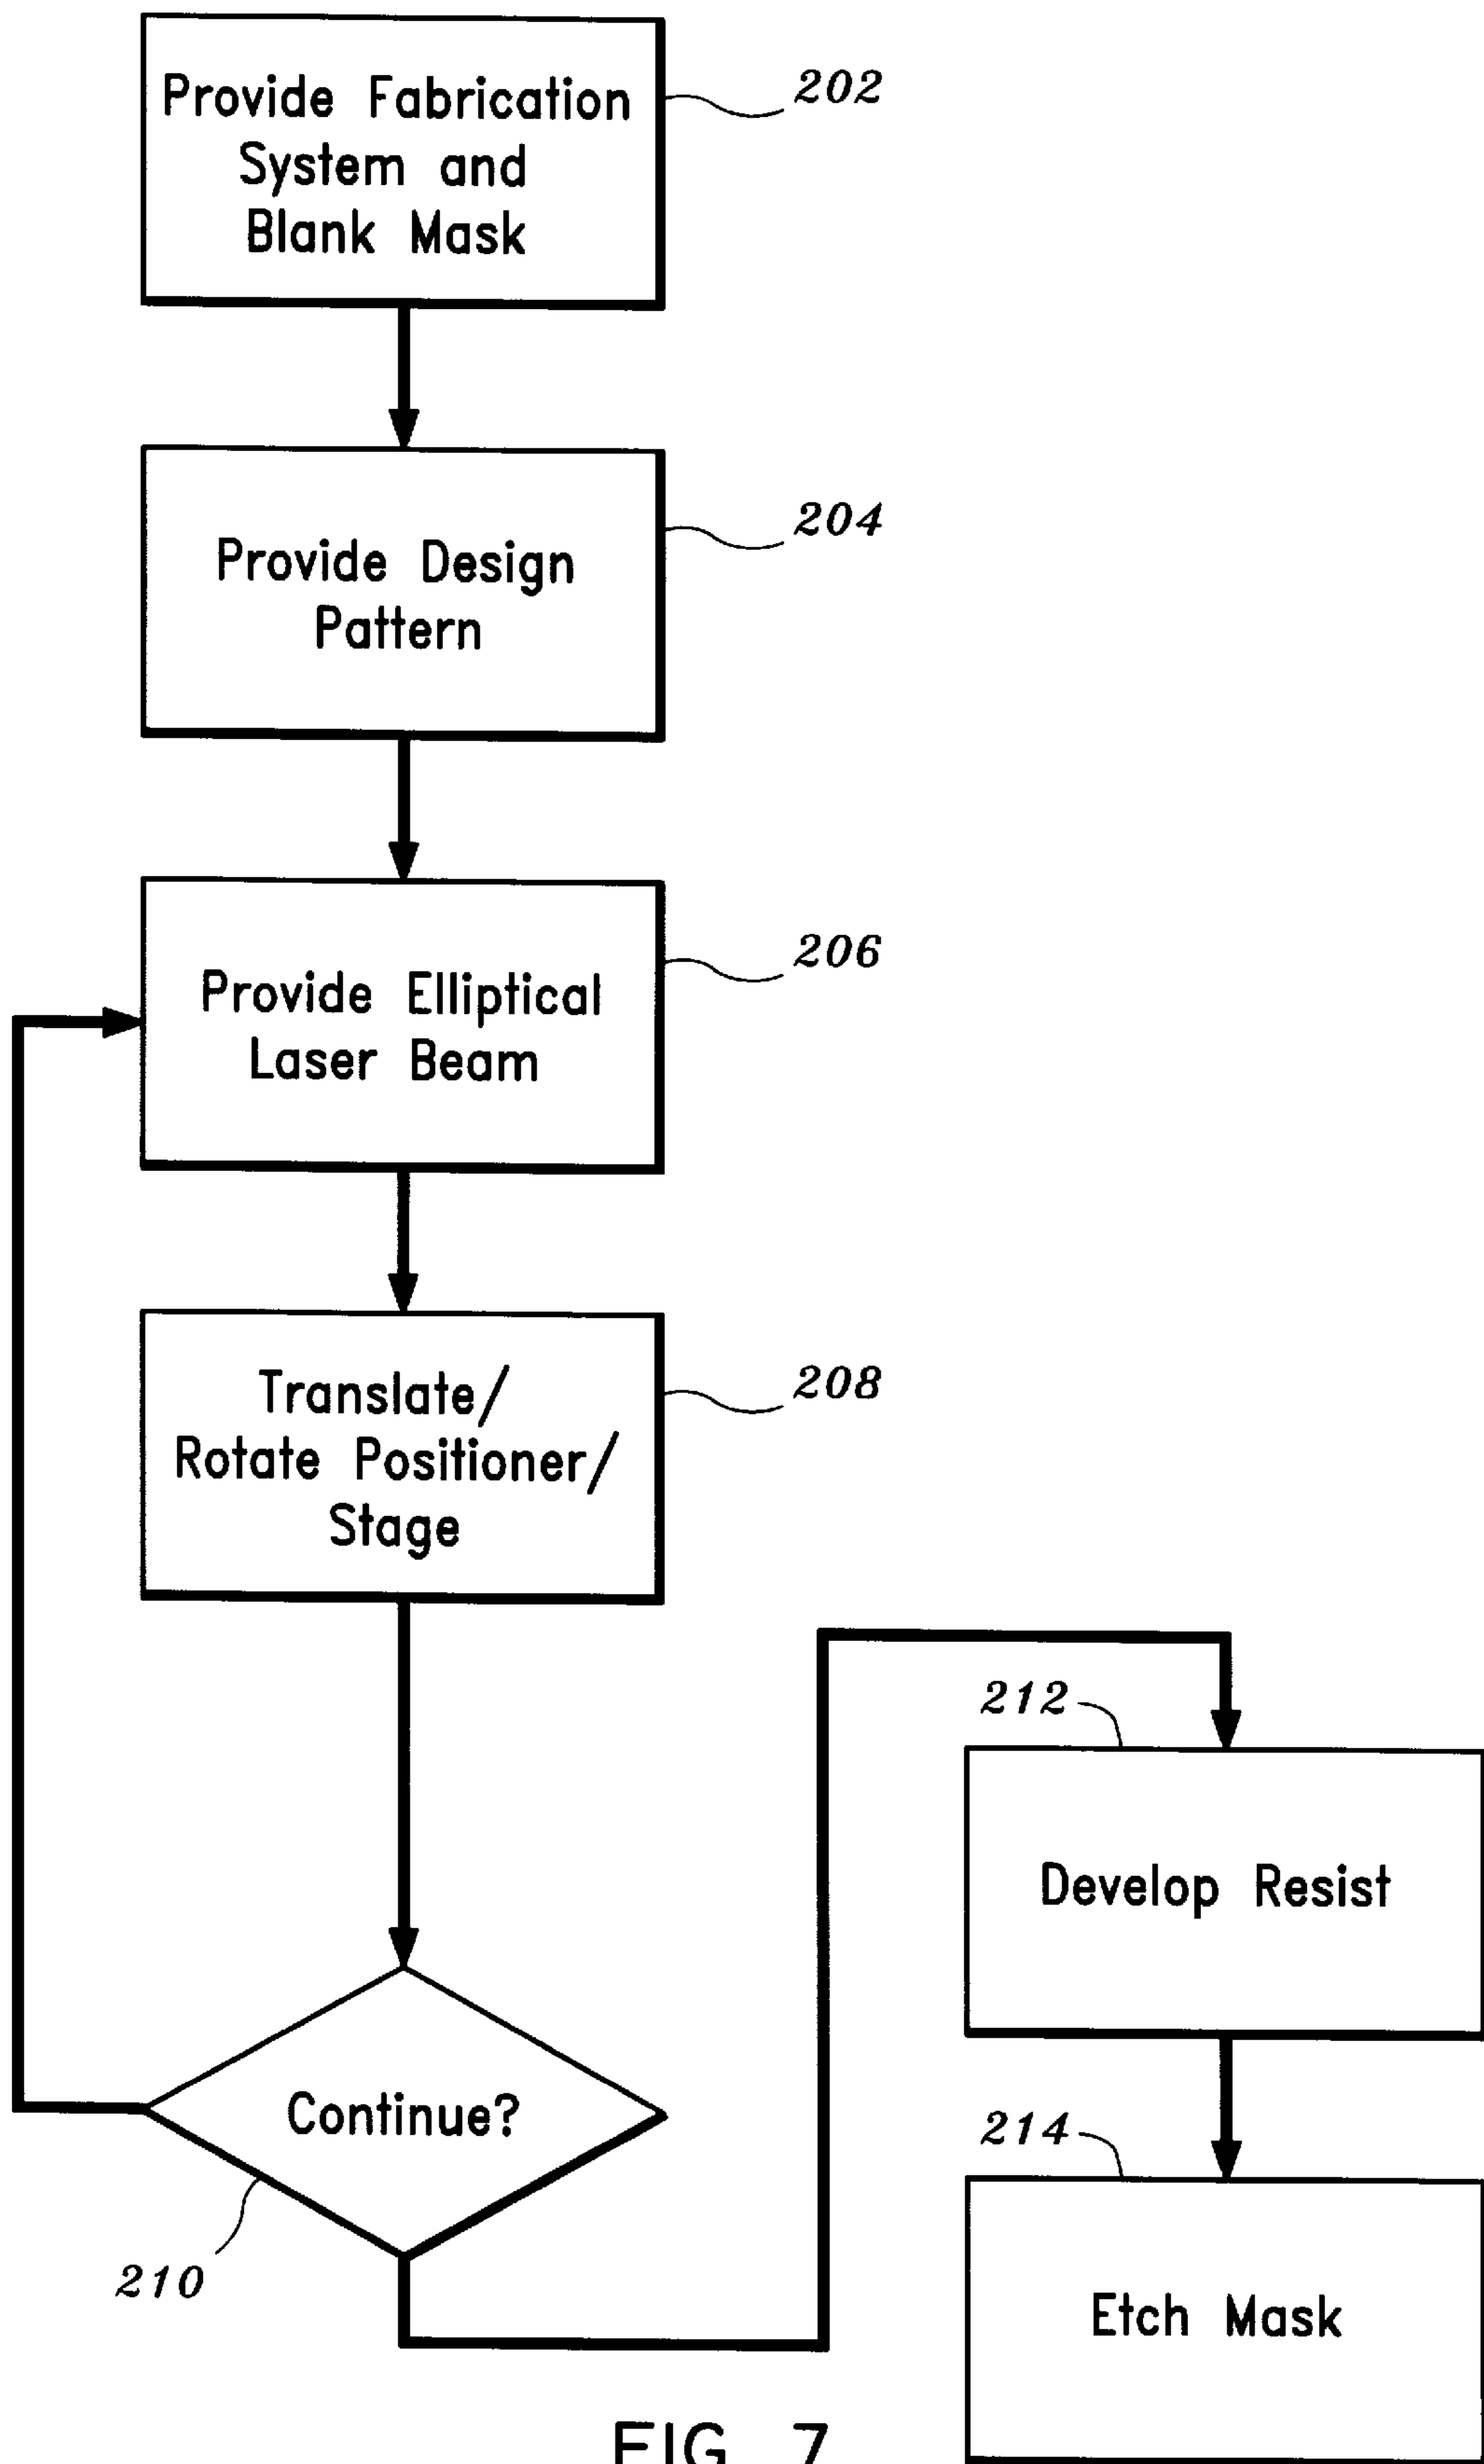 Provide Fabrication
System and
Blank Mask
202
Provide Design
Pattern
204
Provide Elliptical
Laser Beam
206
Translate/
Rotate Positioner/
Stage
208
Continue?
210
212
Develop Resist
214
Etch Mask
FIG. 7